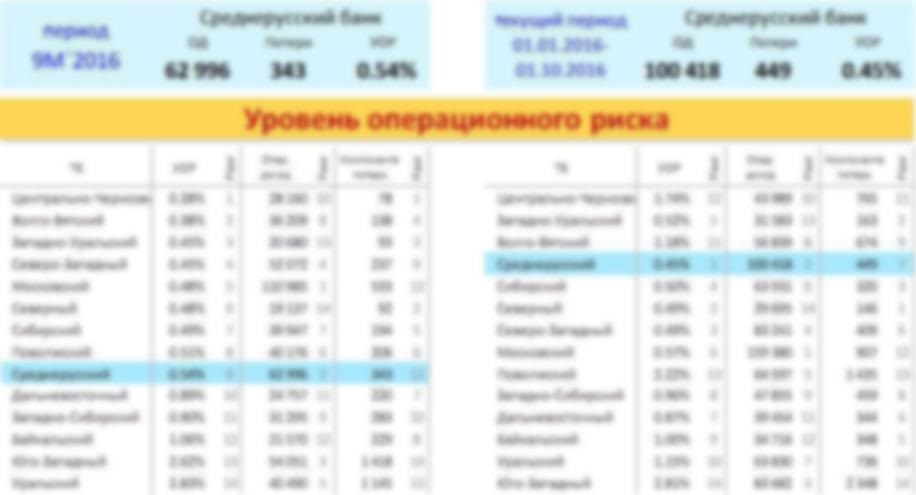 период
9М´2016
Среднерусский банк
ОД Потери УОР
62 996 343 0.54%
текущий период
01.01.2016-
01.10.2016
Среднерусский банк
ОД Потери УОР
100 418 449 0.45%
Уровень операционного риска
ТБ УОР Ранг Опер. доход Ранг потерь Ранг
Центрально-Чернозе 0.28% 1 28 160 10 78 1
Волго-Вятский 0.38% 2 36 209 8 138 4
Западно-Уральский 0.45% 3 20 680 13 93 3
Северо-Западный 0.45% 4 52 072 4 237 9
Московский 0.48% 5 110 985 1 533 12
Северный 0.48% 6 19 137 14 92 2
Сибирский 0.49% 7 39 947 7 194 5
Поволжский 0.51% 8 40 176 6 206 6
Среднерусский 0.54% 9 62 996 2 343 11
Дальневосточный 0.89% 10 24 757 11 220 7
Западно-Сибирский 0.90% 11 31 295 9 283 10
Байкальский 1.06% 12 21 570 12 229 8
Юго-Западный 2.62% 13 54 051 3 1 418 14
Уральский 2.83% 14 40 490 5 1 145 13
ТБ УОР Ранг Опер. доход Ранг потерь Ранг
Центрально-Чернозе 1.74% 12 43 989 10 765 11
Западно-Уральский 0.52% 5 31 583 13 163 2
Волго-Вятский 1.18% 11 56 839 8 674 9
Среднерусский 0.45% 1 100 418 2 449 7
Сибирский 0.50% 4 63 931 6 320 3
Северный 0.49% 2 29 695 14 146 1
Северо-Западный 0.49% 3 83 241 4 409 6
Московский 0.57% 6 159 380 1 907 12
Поволжский 2.22% 13 64 597 5 1 435 13
Западно-Сибирский 0.96% 8 47 855 9 459 8
Дальневосточный 0.87% 7 39 454 11 344 4
Байкальский 1.00% 9 34 716 12 348 5
Уральский 1.15% 10 63 830 7 736 10
Юго-Западный 2.81% 14 83 682 3 2 348 14